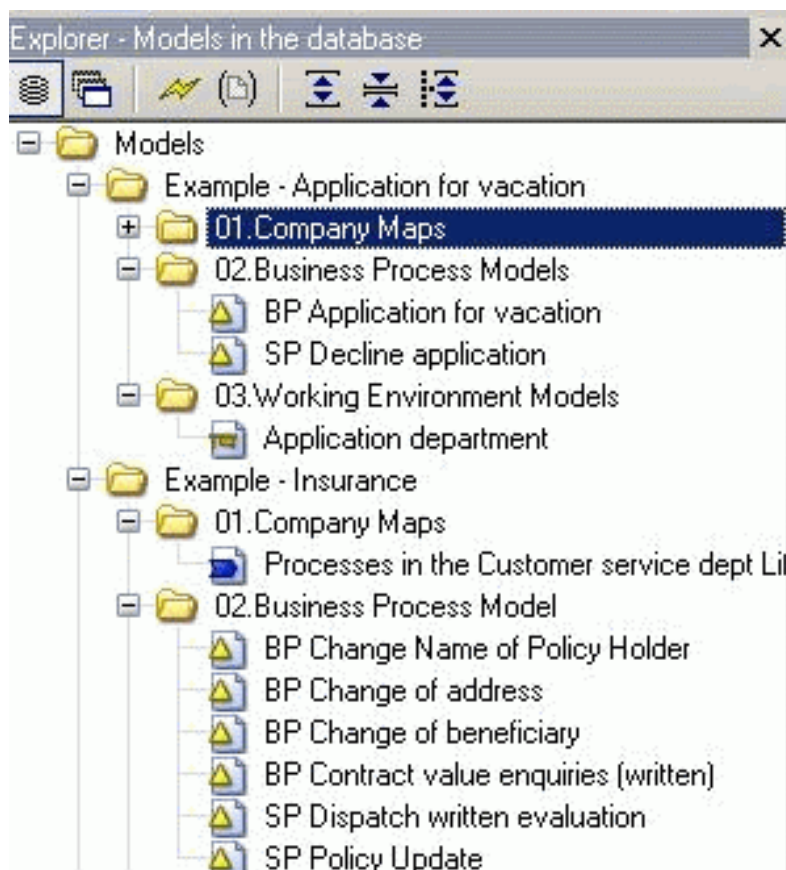 Explorer - Models in the database
Models
Example - Application for vacation
01.Company Maps
02.Business Process Models
BP Application for vacation
SP Decline application
03.Working Environment Models
Application department
Example - Insurance
01.Company Maps
Processes in the Customer service dept Li
02.Business Process Model
BP Change Name of Policy Holder
BP Change of address
BP Change of beneficiary
BP Contract value enquiries (written)
SP Dispatch written evaluation
SP Policy Update